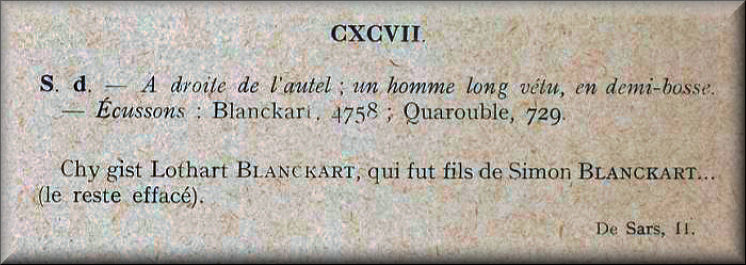 CXCVII.
S. d. — A droite de l'autel ; un homme long vêtu, en demi-bosse.
— Écussons : Blanckart, 4758 ; Quarouble, 729.
Chy gist Lothart BLANCKART, qui fut fils de Simon BLANCKART...
(le reste effacé).
De Sars, II.